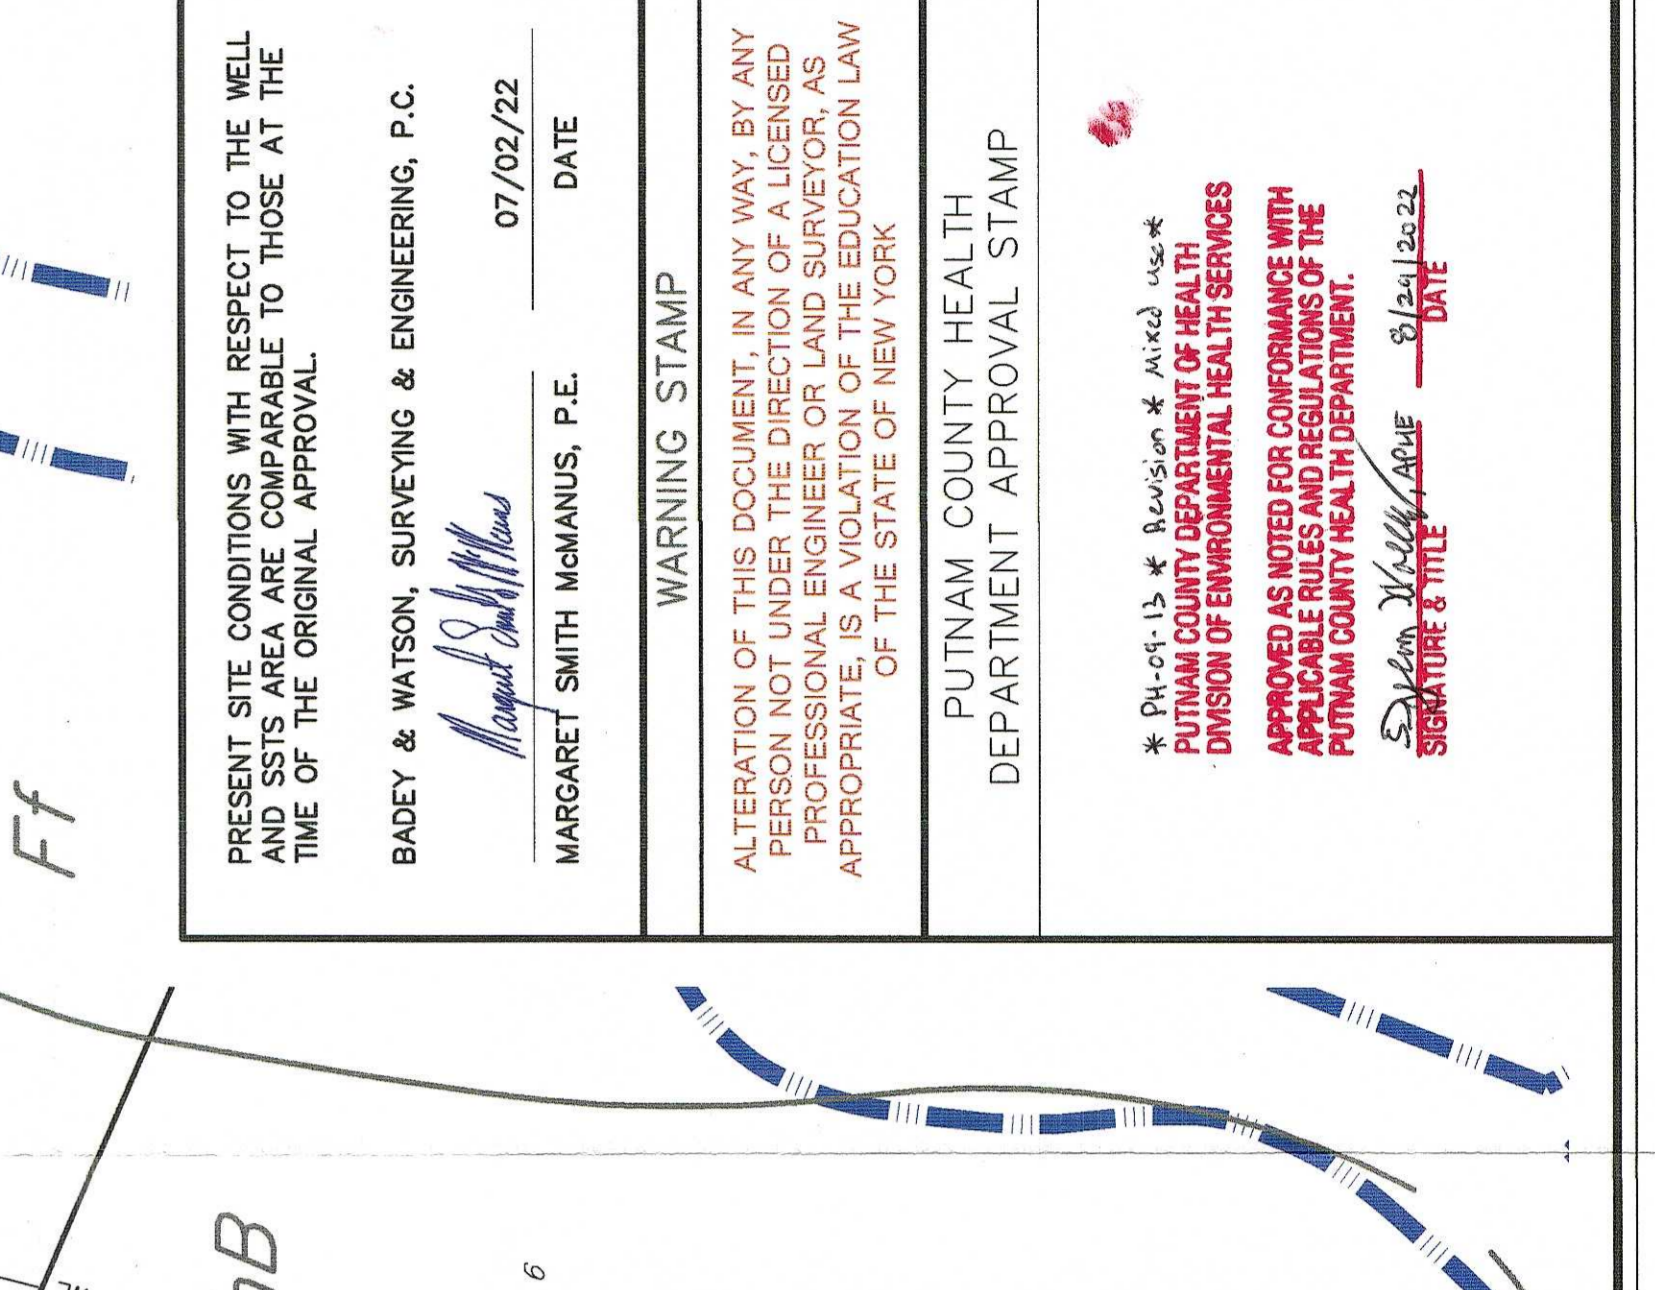 PRESENT SITE CONDITIONS WITH RESPECT TO THE WELL
AND SSTS AREA ARE COMPARABLE TO THOSE AT THE
TIME OF THE ORIGINAL APPROVAL.
BADEY & WATSON, SURVEYING & ENGINEERING, P.C.
07/02/22
MARGARET SMITH McMANUS, P.E. DATE
WARNING STAMP
ALTERATION OF THIS DOCUMENT, IN ANY WAY, BY ANY
PERSON NOT UNDER THE DIRECTION OF A LICENSED
PROFESSIONAL ENGINEER OR LAND SURVEYOR, AS
APPROPRIATE, IS A VIOLATION OF THE EDUCATION LAW
OF THE STATE OF NEW YORK
PUTNAM COUNTY HEALTH
DEPARTMENT APPROVAL STAMP
* PH-09-13 * Revision * Mixed use *
PUTNAM COUNTY DEPARTMENT OF HEALTH
DIVISION OF ENVIRONMENTAL HEALTH SERVICES
APPROVED AS NOTED FOR CONFORMANCE WITH
APPLICABLE RULES AND REGULATIONS OF THE
PUTNAM COUNTY HEALTH DEPARTMENT.
8/29/2022
SIGNATURE & TITLE DATE
Ff
6